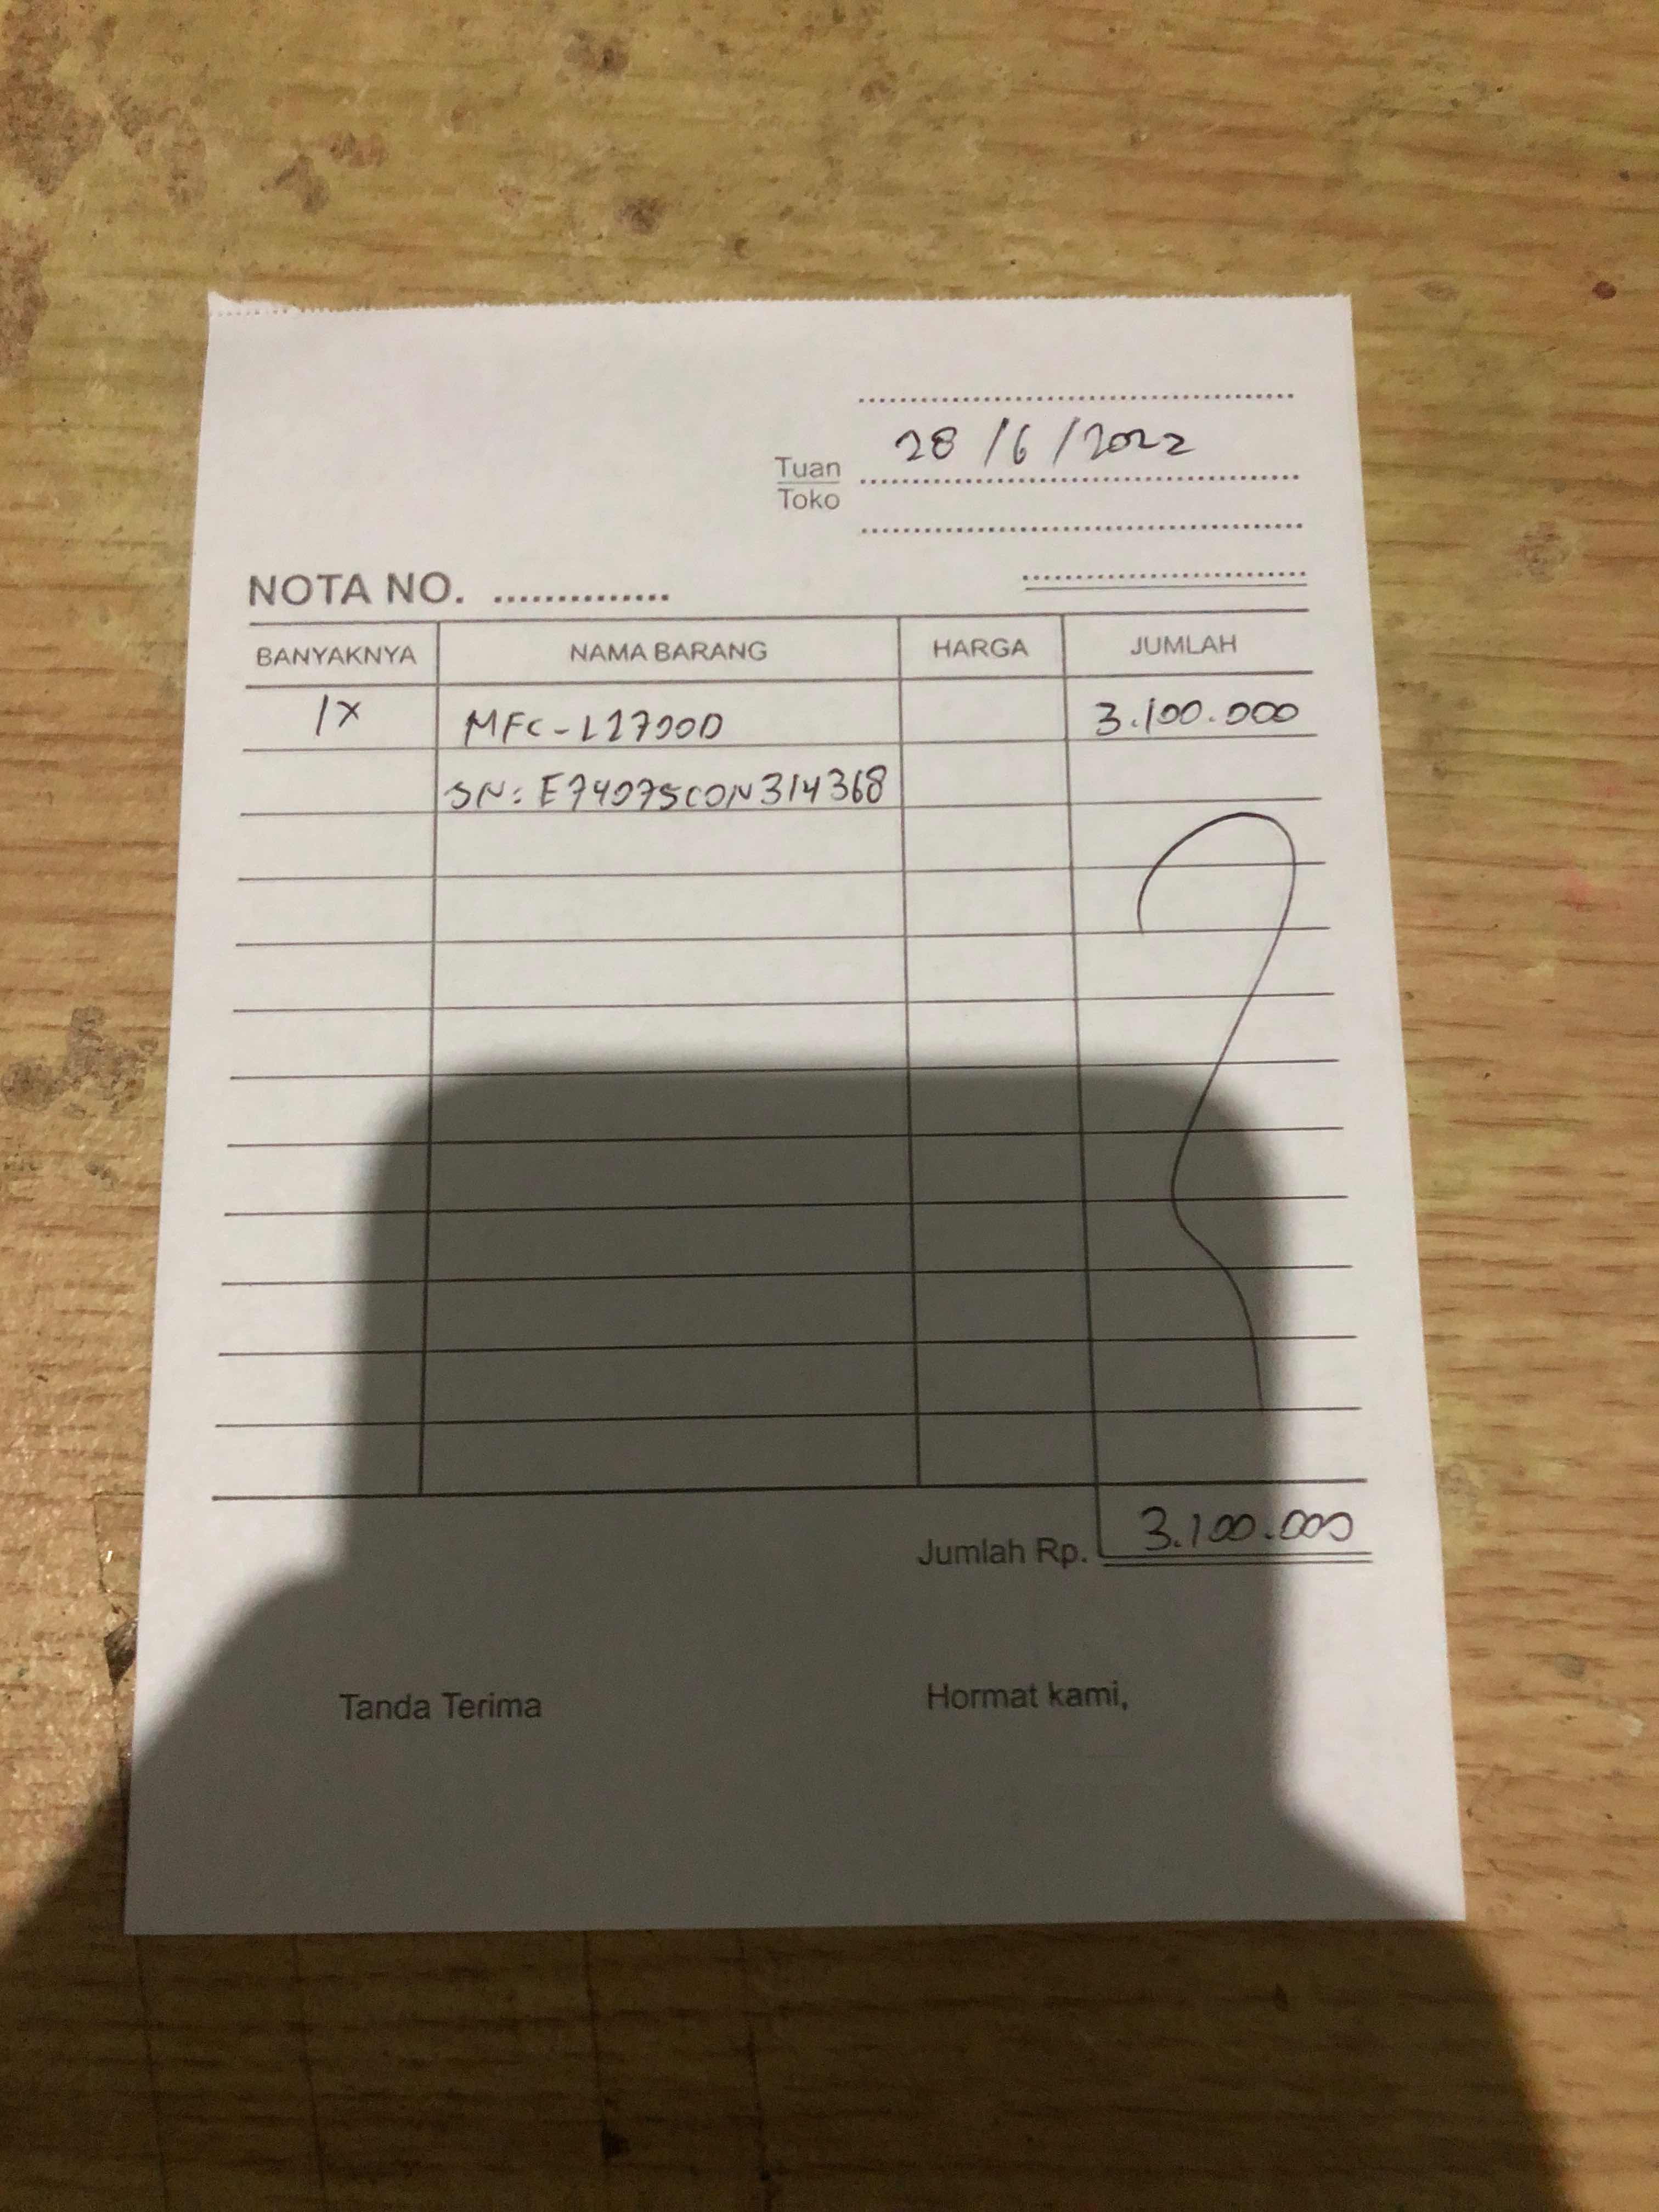 28/6/2022
Tuan
Toko
NOTA NO. ..............
BANYAKNYA NAMA BARANG HARGA JUMLAH
1X MFC-L2700D 3.100.000
SN: E74075C0N314368
Jumlah Rp. 3.100.000
Tanda Terima Hormat kami,